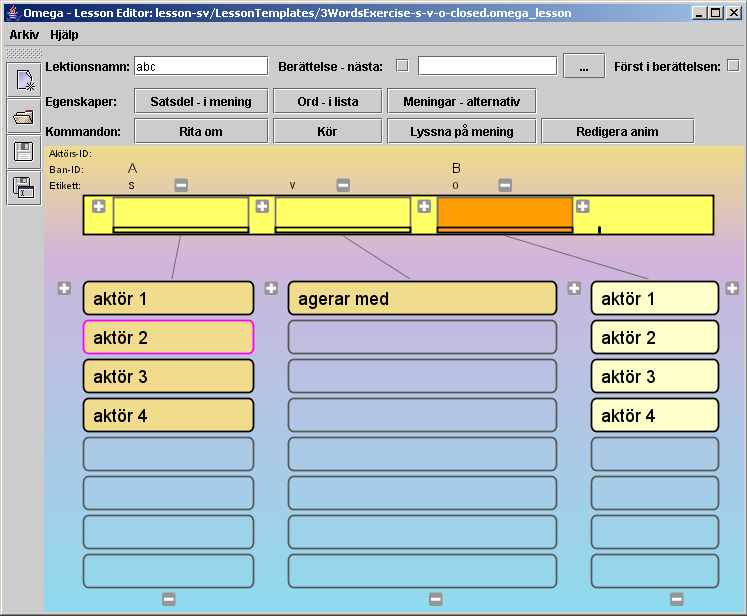 Omega - Lesson Editor: lesson-sv/LessonTemplates/3WordsExercise-s-v-o-closed.omega_lesson
Arkiv Hjälp
Lektionsnamn: abc Berättelse - nästa: ... Först i berättelsen:
Egenskaper: Satsdel - i mening Ord - i lista Meningar - alternativ
Kommandon: Rita om Kör Lyssna på mening Redigera anim
Aktörs-ID:
Ban-ID: A B
Etikett: S V O
aktör 1 agerar med aktör 1
aktör 2 aktör 2
aktör 3 aktör 3
aktör 4 aktör 4